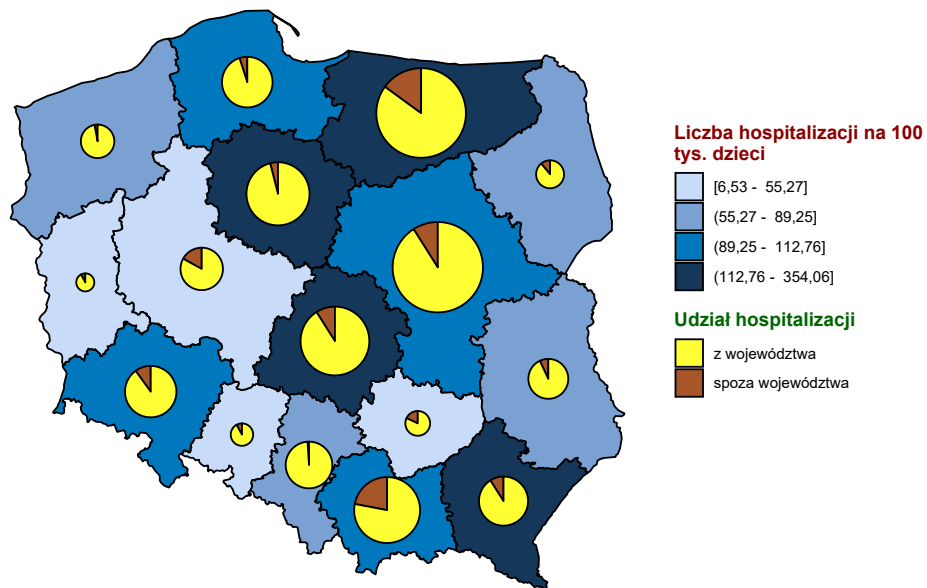 Liczba hospitalizacji na 100
tys. dzieci
[6,53 - 55,27]
(55,27 - 89,25]
(89,25 - 112,76]
(112,76 - 354,06]
Udział hospitalizacji
z województwa
spoza województwa